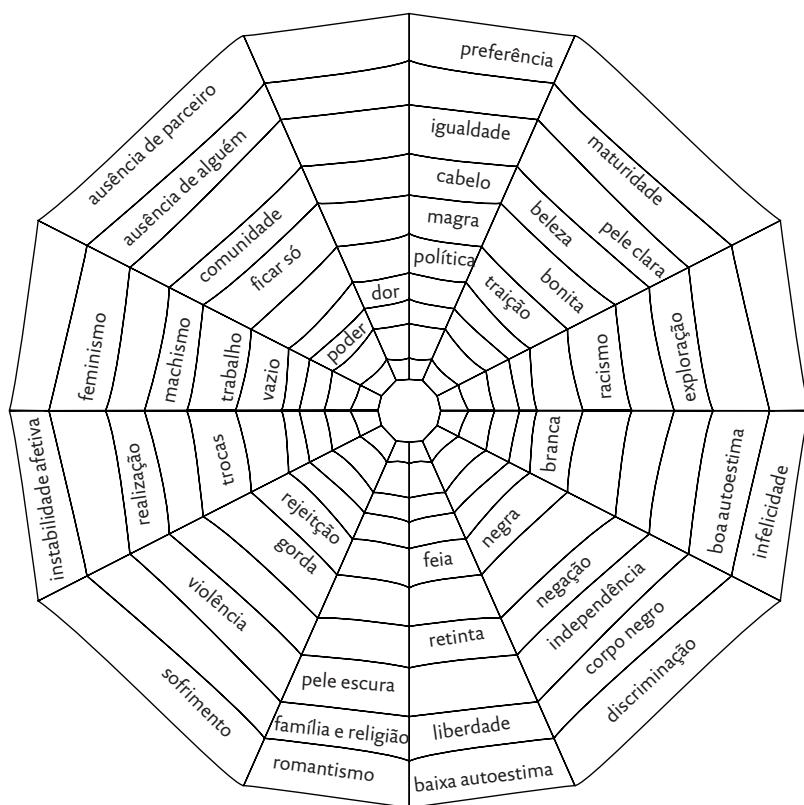 preferência
igualdade
cabelo
magra
política
maturidade
beleza
pele clara
bonita
traição
racismo
exploração
branca
boa autoestima
infelicidade
negra
negação
independência
corpo negro
discriminação
feia
retinta
liberdade
baixa autoestima
pele escura
família e religião
romantismo
rejeitção
gorda
violência
sofrimento
trocas
realização
instabilidade afetiva
feminismo
machismo
trabalho
vazio
ausência de parceiro
ausência de alguém
comunidade
ficar só
poder
dor